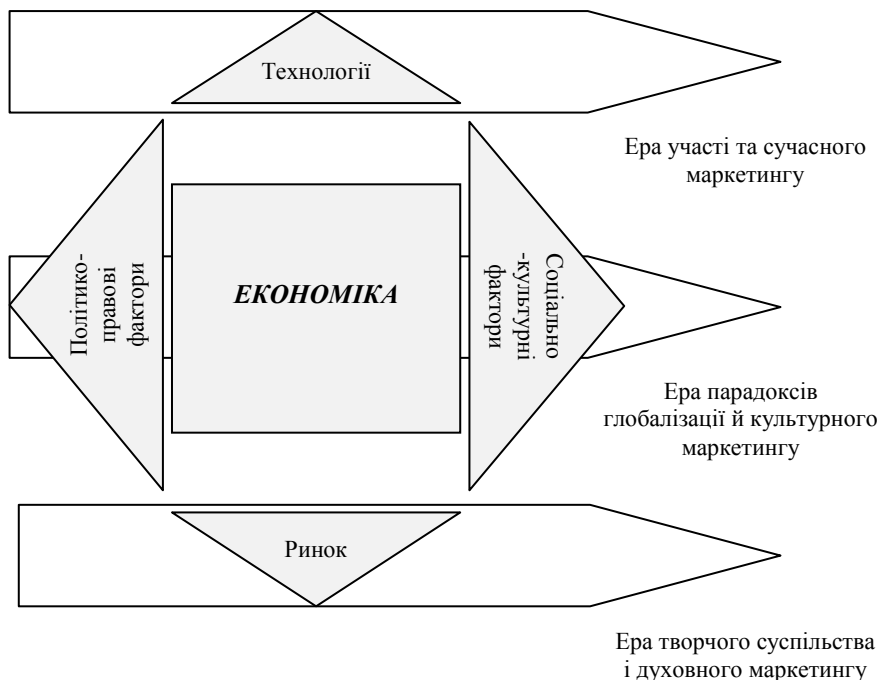 Технології
Ера участі та сучасного
маркетингу
Політико-
правові
фактори
ЕКОНОМІКА
Соціально
-культурні
фактори
Ера парадоксів
глобалізації й культурного
маркетингу
Ринок
Ера творчого суспільства
і духовного маркетингу